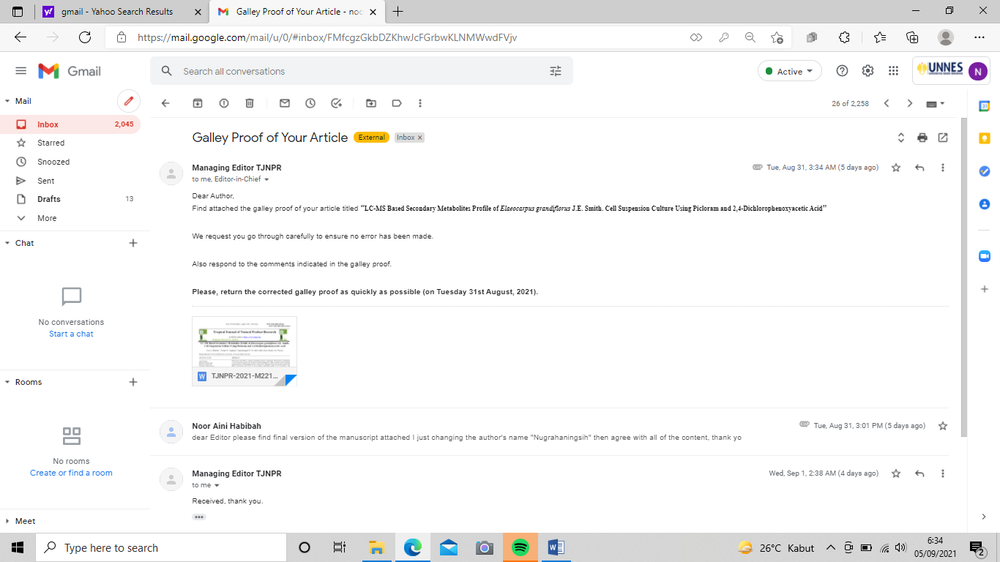 gmail - Yahoo Search Results
Galley Proof of Your Article - noo
https://mail.google.com/mail/u/0/#inbox/FMfcgzGkbDZKhwJcFGrbwKLNMWwdFVjv
Gmail
Search all conversations
Active
UNNES
N
Mail
26 of 2,258
Inbox 2,045
Starred
Snoozed
Sent
Drafts 13
More
Chat
No conversations
Start a chat
Rooms
No rooms
Create or find a room
Meet
Galley Proof of Your Article External Inbox x
Managing Editor TJNPR
Tue, Aug 31, 3:34 AM (5 days ago)
to me, Editor-in-Chief
Dear Author,
Find attached the galley proof of your article titled "LC-MS Based Secondary Metabolites Profile of Elaeocarpus grandiflorus J.E. Smith. Cell Suspension Culture Using Picloram and 2,4-Dichlorophenoxyacetic Acid"
We request you go through carefully to ensure no error has been made.
Also respond to the comments indicated in the galley proof.
Please, return the corrected galley proof as quickly as possible (on Tuesday 31st August, 2021).
Tropical Journal of Natural Product Research
W TJNPR-2021-M221...
Noor Aini Habibah
Tue, Aug 31, 3:01 PM (5 days ago)
dear Editor please find final version of the manuscript attached I just changing the author's name "Nugrahaningsih" then agree with all of the content, thank yo
Managing Editor TJNPR
Wed, Sep 1, 2:38 AM (4 days ago)
to me
Received, thank you.
31
Type here to search
26°C Kabut
6:34
05/09/2021
2